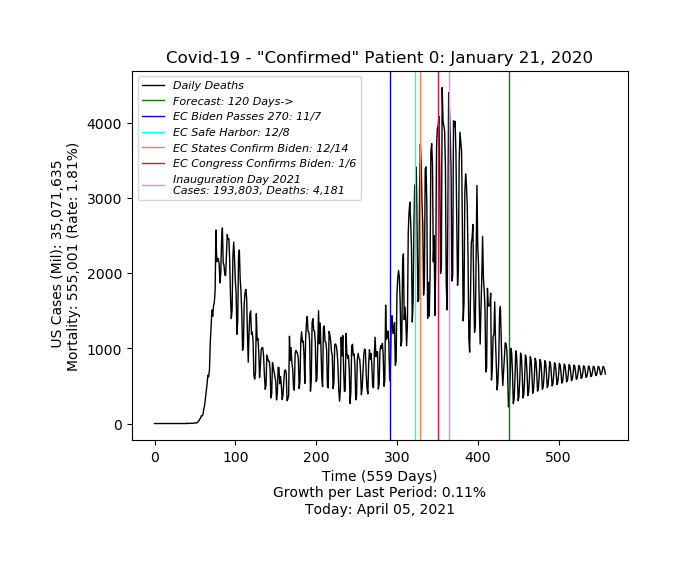 Covid-19 - "Confirmed" Patient 0: January 21, 2020
Daily Deaths
Forecast: 120 Days->
EC Biden Passes 270: 11/7
EC Safe Harbor: 12/8
EC States Confirm Biden: 12/14
EC Congress Confirms Biden: 1/6
Inauguration Day 2021
Cases: 193,803, Deaths: 4,181
US Cases (Mil): 35,071,635
Mortality: 555,001 (Rate: 1.81%)
4000
3000
2000
1000
0
0 100 200 300 400 500
Time (559 Days)
Growth per Last Period: 0.11%
Today: April 05, 2021